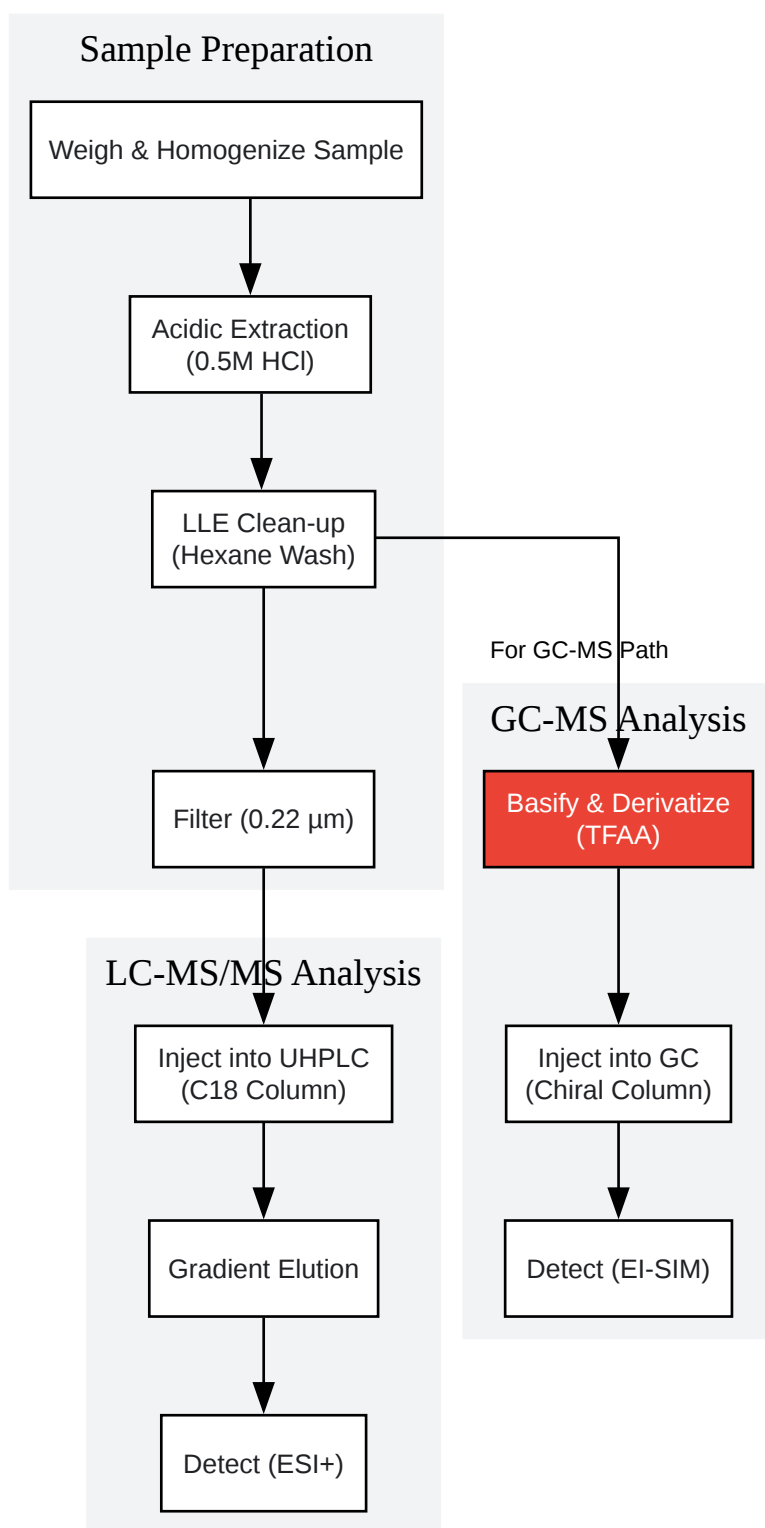 Sample Preparation
Weigh & Homogenize Sample
Acidic Extraction
(0.5M HCl)
LLE Clean-up
(Hexane Wash)
For GC-MS Path
GC-MS Analysis
Filter (0.22 µm)
Basify & Derivatize
(TFAA)
LC-MS/MS Analysis
Inject into UHPLC
(C18 Column)
Inject into GC
(Chiral Column)
Gradient Elution
Detect (EI-SIM)
Detect (ESI+)